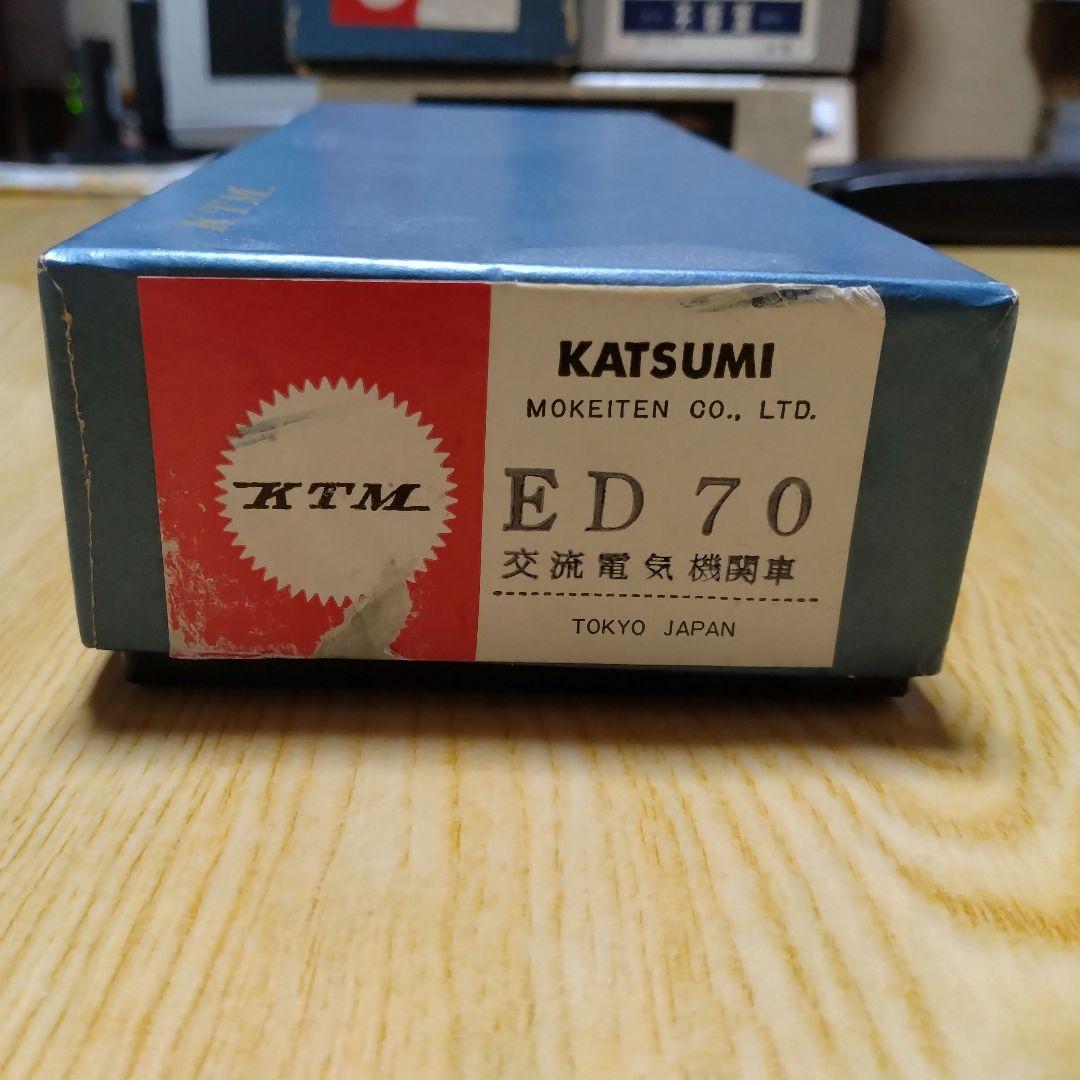 KTM
KTM
KATSUMI
MOKEITEN CO., LTD.
ED 70
交流電気機関車
TOKYO JAPAN